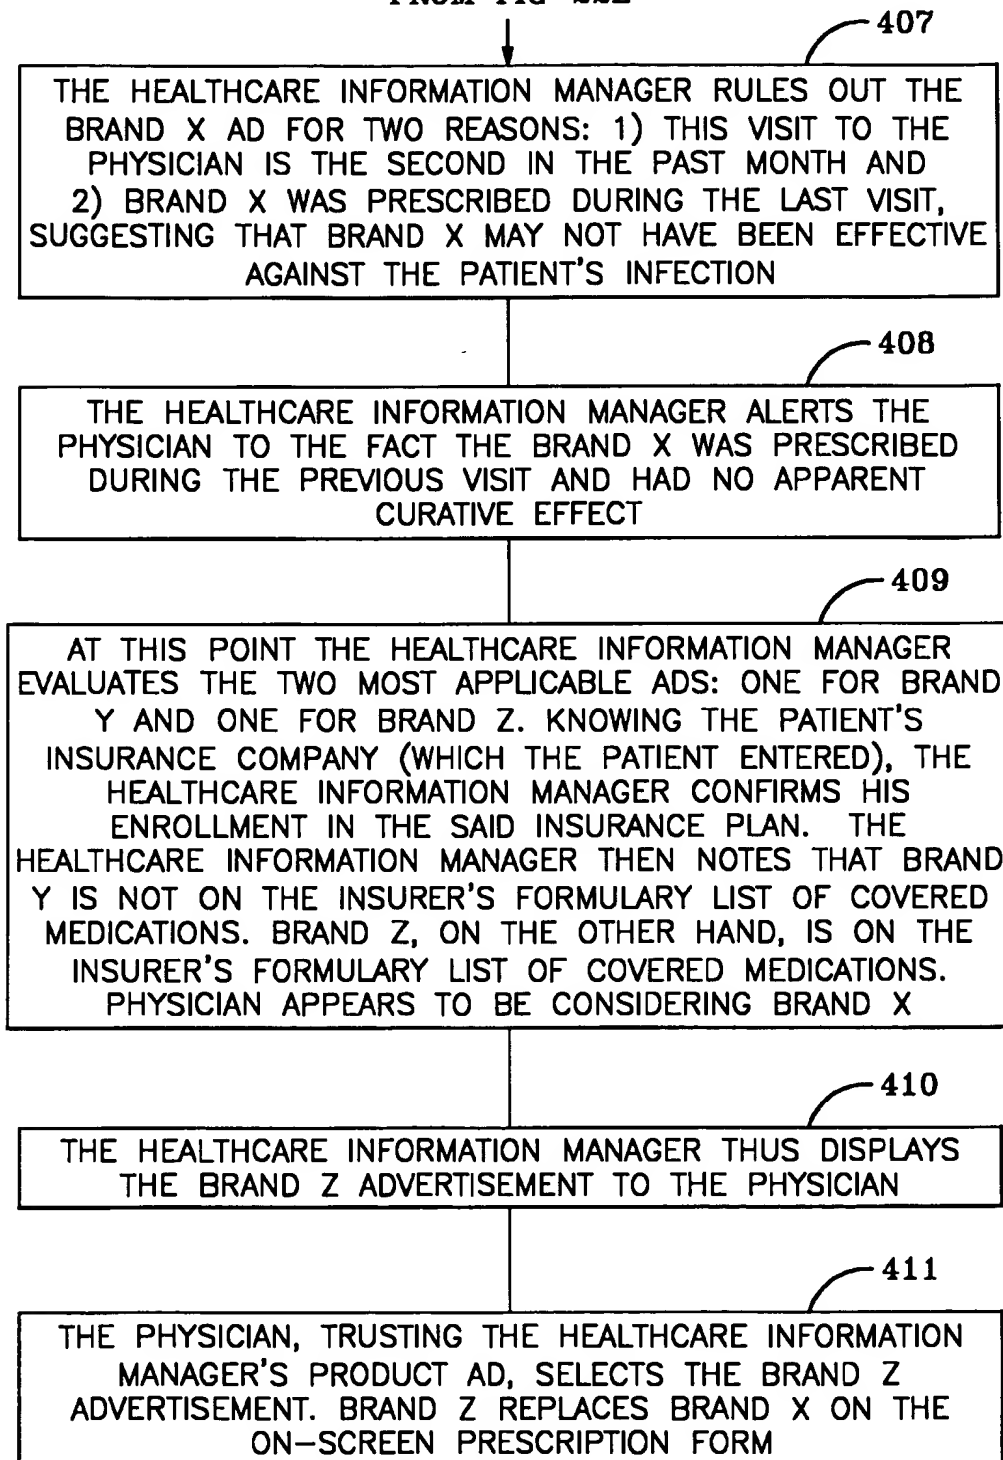 FROM FIG 22E
407
THE HEALTHCARE INFORMATION MANAGER RULES OUT THE
BRAND X AD FOR TWO REASONS: 1) THIS VISIT TO THE
PHYSICIAN IS THE SECOND IN THE PAST MONTH AND
2) BRAND X WAS PRESCRIBED DURING THE LAST VISIT,
SUGGESTING THAT BRAND X MAY NOT HAVE BEEN EFFECTIVE
AGAINST THE PATIENT'S INFECTION
408
THE HEALTHCARE INFORMATION MANAGER ALERTS THE
PHYSICIAN TO THE FACT THE BRAND X WAS PRESCRIBED
DURING THE PREVIOUS VISIT AND HAD NO APPARENT
CURATIVE EFFECT
409
AT THIS POINT THE HEALTHCARE INFORMATION MANAGER
EVALUATES THE TWO MOST APPLICABLE ADS: ONE FOR BRAND
Y AND ONE FOR BRAND Z. KNOWING THE PATIENT'S
INSURANCE COMPANY (WHICH THE PATIENT ENTERED), THE
HEALTHCARE INFORMATION MANAGER CONFIRMS HIS
ENROLLMENT IN THE SAID INSURANCE PLAN. THE
HEALTHCARE INFORMATION MANAGER THEN NOTES THAT BRAND
Y IS NOT ON THE INSURER'S FORMULARY LIST OF COVERED
MEDICATIONS. BRAND Z, ON THE OTHER HAND, IS ON THE
INSURER'S FORMULARY LIST OF COVERED MEDICATIONS.
PHYSICIAN APPEARS TO BE CONSIDERING BRAND X
410
THE HEALTHCARE INFORMATION MANAGER THUS DISPLAYS
THE BRAND Z ADVERTISEMENT TO THE PHYSICIAN
411
THE PHYSICIAN, TRUSTING THE HEALTHCARE INFORMATION
MANAGER'S PRODUCT AD, SELECTS THE BRAND Z
ADVERTISEMENT. BRAND Z REPLACES BRAND X ON THE
ON-SCREEN PRESCRIPTION FORM